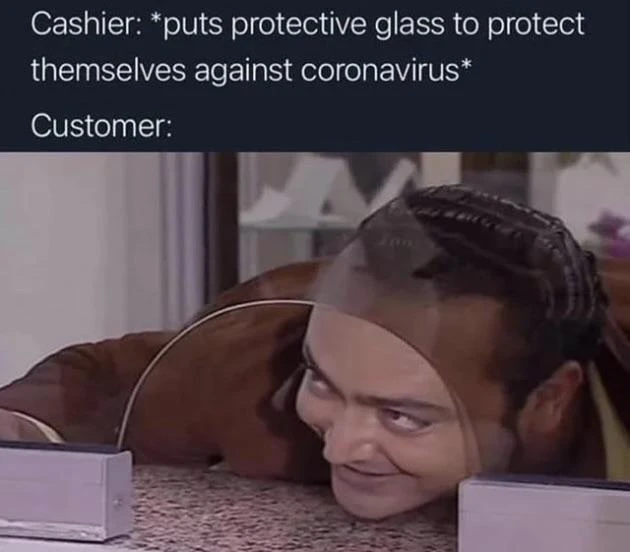 Cashier: *puts protective glass to protect
themselves against coronavirus*
Customer: